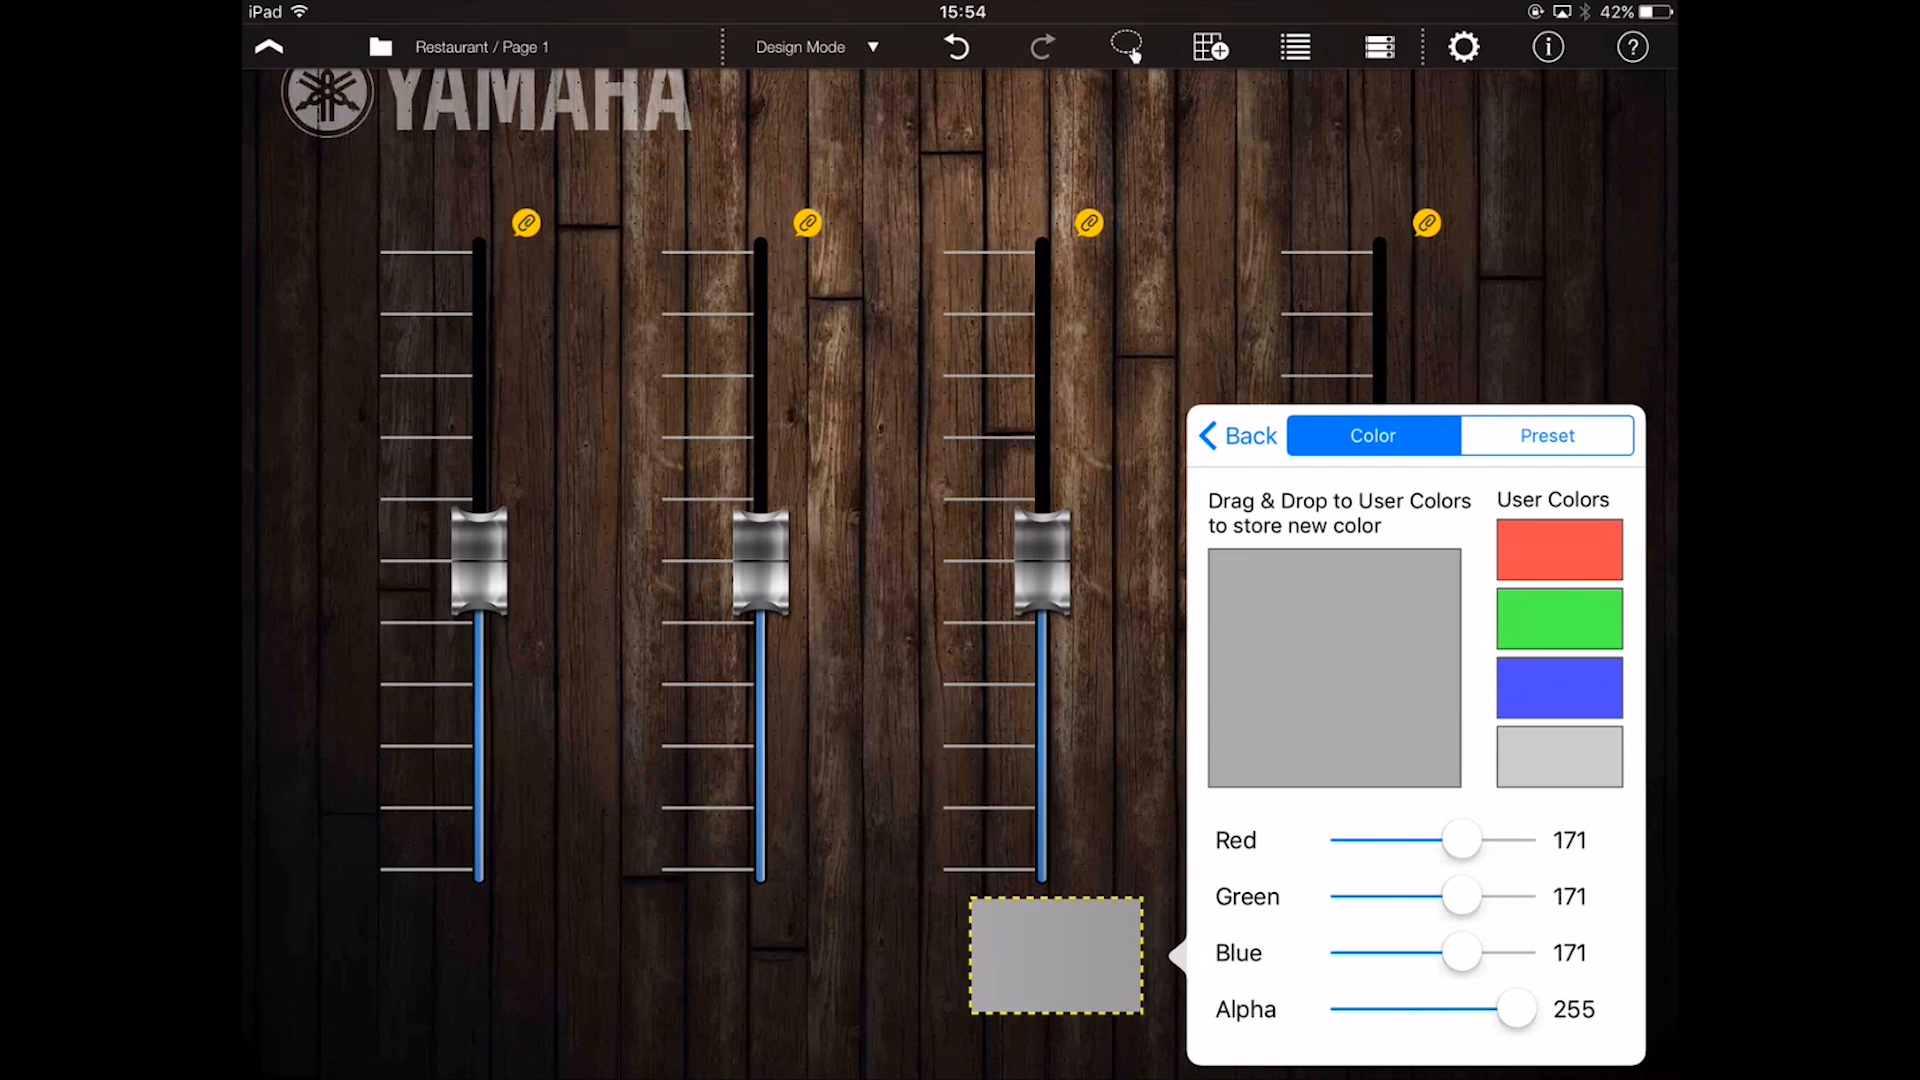 iPad 15:54 42%
Restaurant / Page 1 Design Mode
YAMAHA
Back Color Preset
Drag & Drop to User Colors
to store new color
User Colors
Red 171
Green 171
Blue 171
Alpha 255